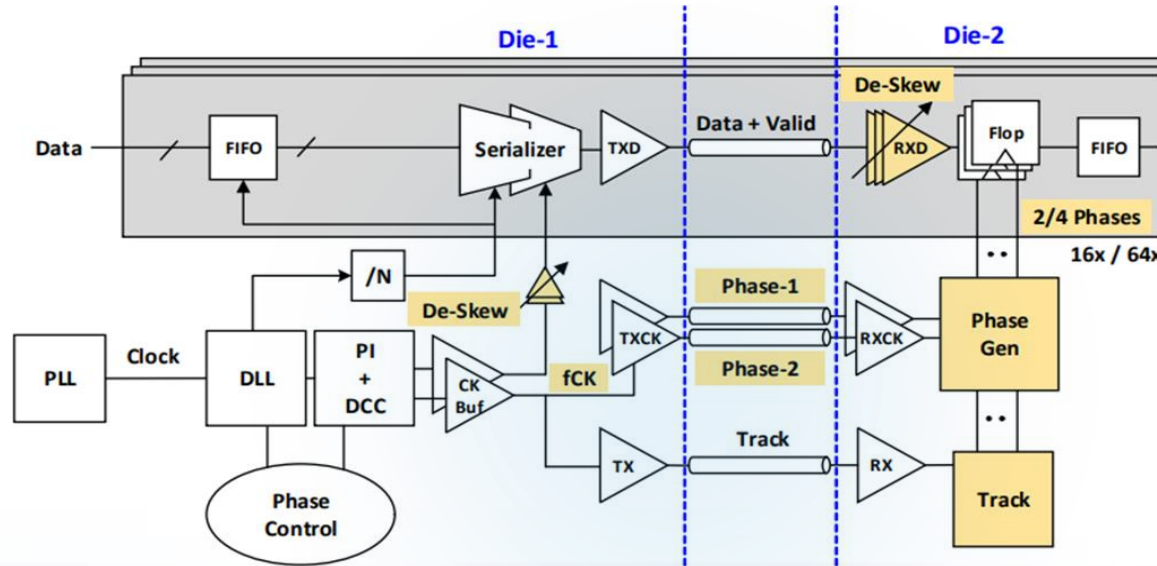 Die-1
Die-2
De-Skew
Data + Valid
Data
FIFO
Serializer
TXD
RXD
Flop
FIFO
2/4 Phases
16x / 64x
/N
De-Skew
Phase-1
Phase-2
TXCK
RXCK
Phase
Gen
PLL
Clock
DLL
PI
+
DCC
CK
Buf
fCK
Track
TX
RX
Track
Phase
Control